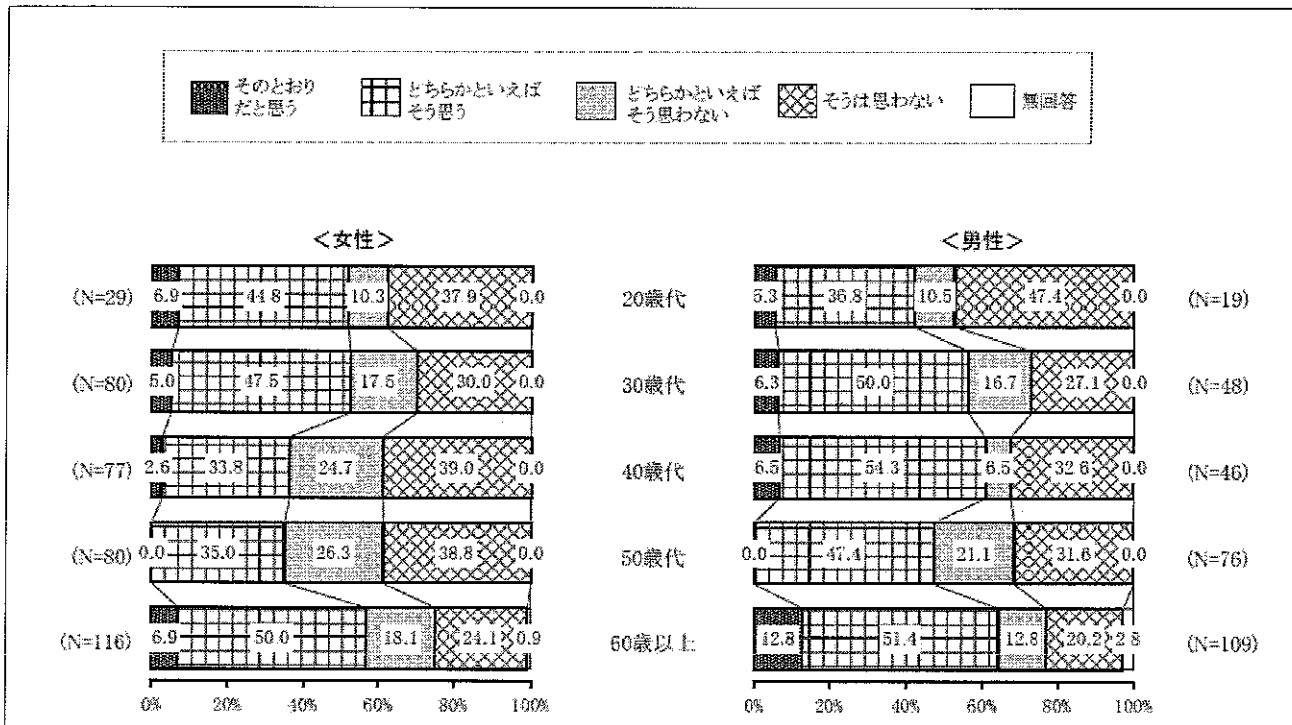 そのとおり
だと思う
どちらかといえば
そう思う
どちらかといえば
そう思わない
そうは思わない
無回答
＜女性＞
＜男性＞
(N=29) 6.9 44.8 10.3 37.9 0.0 20歳代 5.3 36.8 10.5 47.4 0.0 (N=19)
(N=80) 5.0 47.5 17.5 30.0 0.0 30歳代 6.3 50.0 16.7 27.1 0.0 (N=48)
(N=77) 2.6 33.8 24.7 39.0 0.0 40歳代 6.5 54.3 6.5 32.6 0.0 (N=46)
(N=80) 0.0 35.0 26.3 38.8 0.0 50歳代 0.0 47.4 21.1 31.6 0.0 (N=76)
(N=116) 6.9 50.0 18.1 24.1 0.9 60歳以上 12.8 51.4 12.8 20.2 2.8 (N=109)
0% 20% 40% 60% 80% 100% 0% 20% 40% 60% 80% 100%